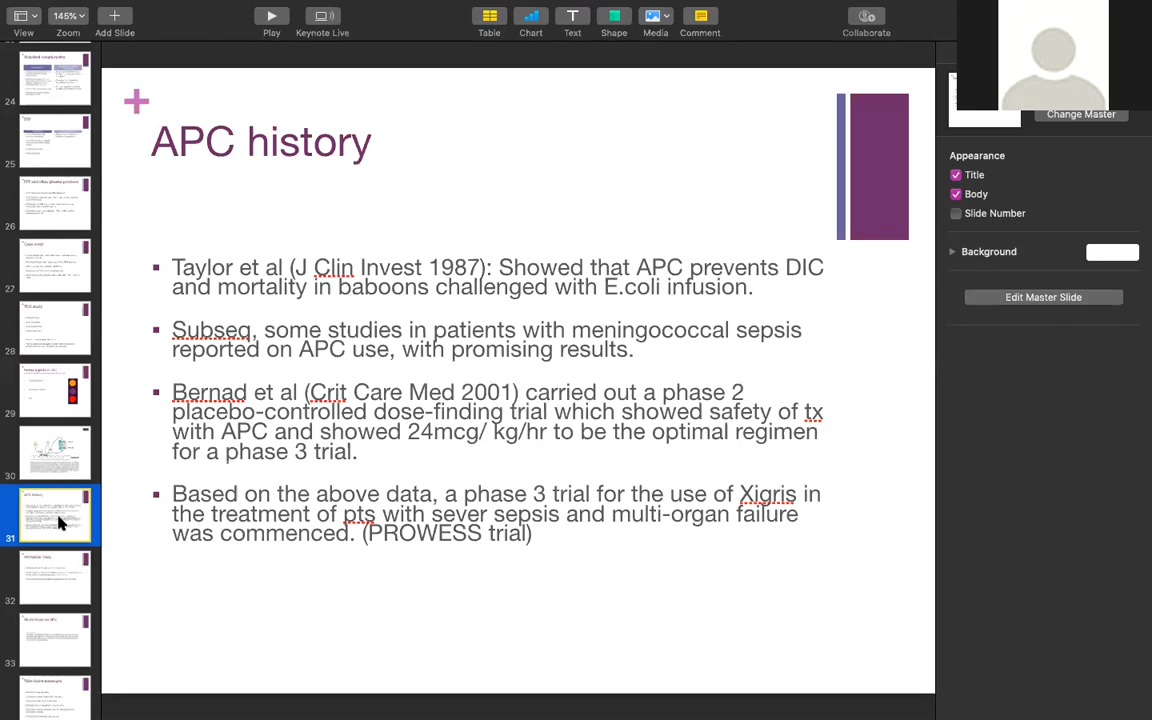 145%
View
Zoom
Add Slide
Play
Keynote Live
Table
Chart
Text
Shape
Media
Comment
Collaborate
24
25
26
27
28
29
30
31
32
33
APC history
Taylor et al (J Clin Invest 1987): Showed that APC prevents DIC
and mortality in baboons challenged with E.coli infusion.
Subseq, some studies in patients with meningococcal sepsis
reported on APC use, with promising results.
Bernad et al (Crit Care Med 2001) carried out a phase 2
placebo-controlled dose-finding trial which showed safety of tx
with APC and showed 24mcg/ kg/hr to be the optimal regimen
for a phase 3 trial.
Based on the above data, a phase 3 trial for the use of Xigris in
the treatment of pts with sever sepsis and multi-organ failure
was commenced. (PROWESS trial)
Change Master
Appearance
Title
Body
Slide Number
Background
Edit Master Slide